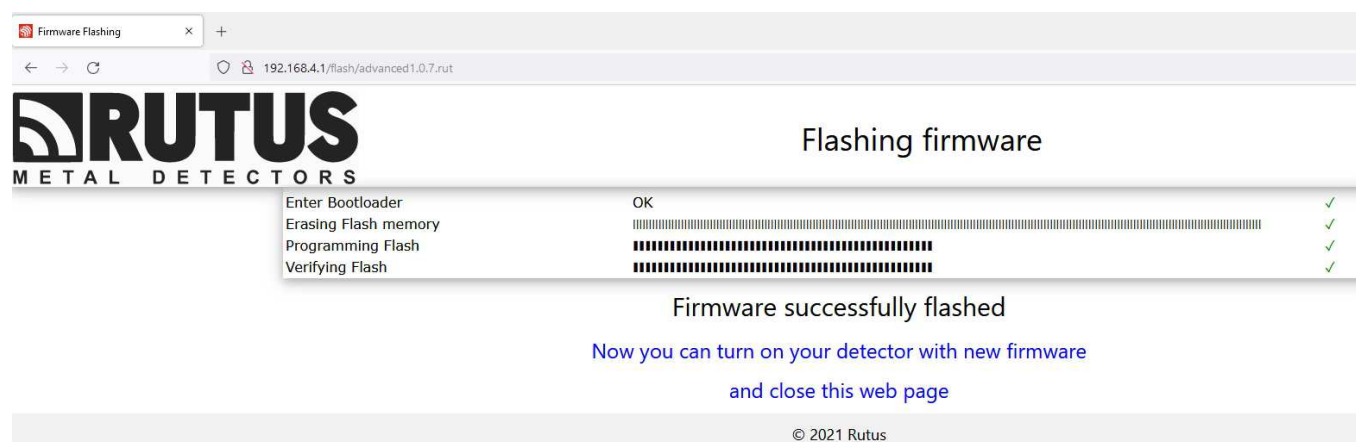 Firmware Flashing
192.168.4.1/flash/advanced1.0.7.rut
RUTUS
METAL DETECTORS
Flashing firmware
Enter Bootloader OK ✓
Erasing Flash memory ✓
Programming Flash ✓
Verifying Flash ✓
Firmware successfully flashed
Now you can turn on your detector with new firmware
and close this web page
© 2021 Rutus